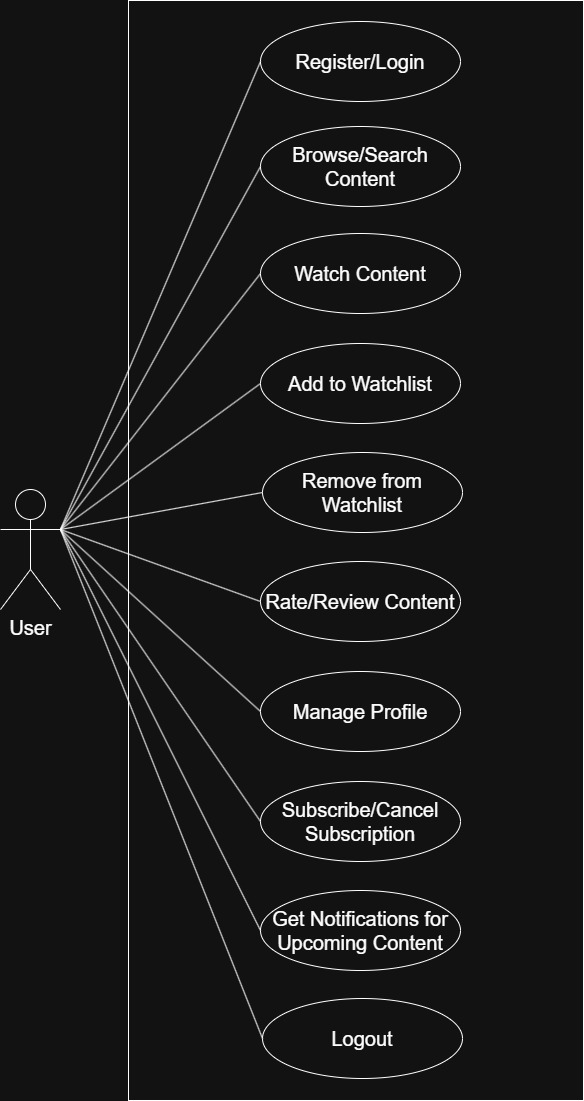 Register/Login
Browse/Search
Content
Watch Content
Add to Watchlist
Remove from
Watchlist
Rate/Review Content
User
Manage Profile
Subscribe/Cancel
Subscription
Get Notifications for
Upcoming Content
Logout